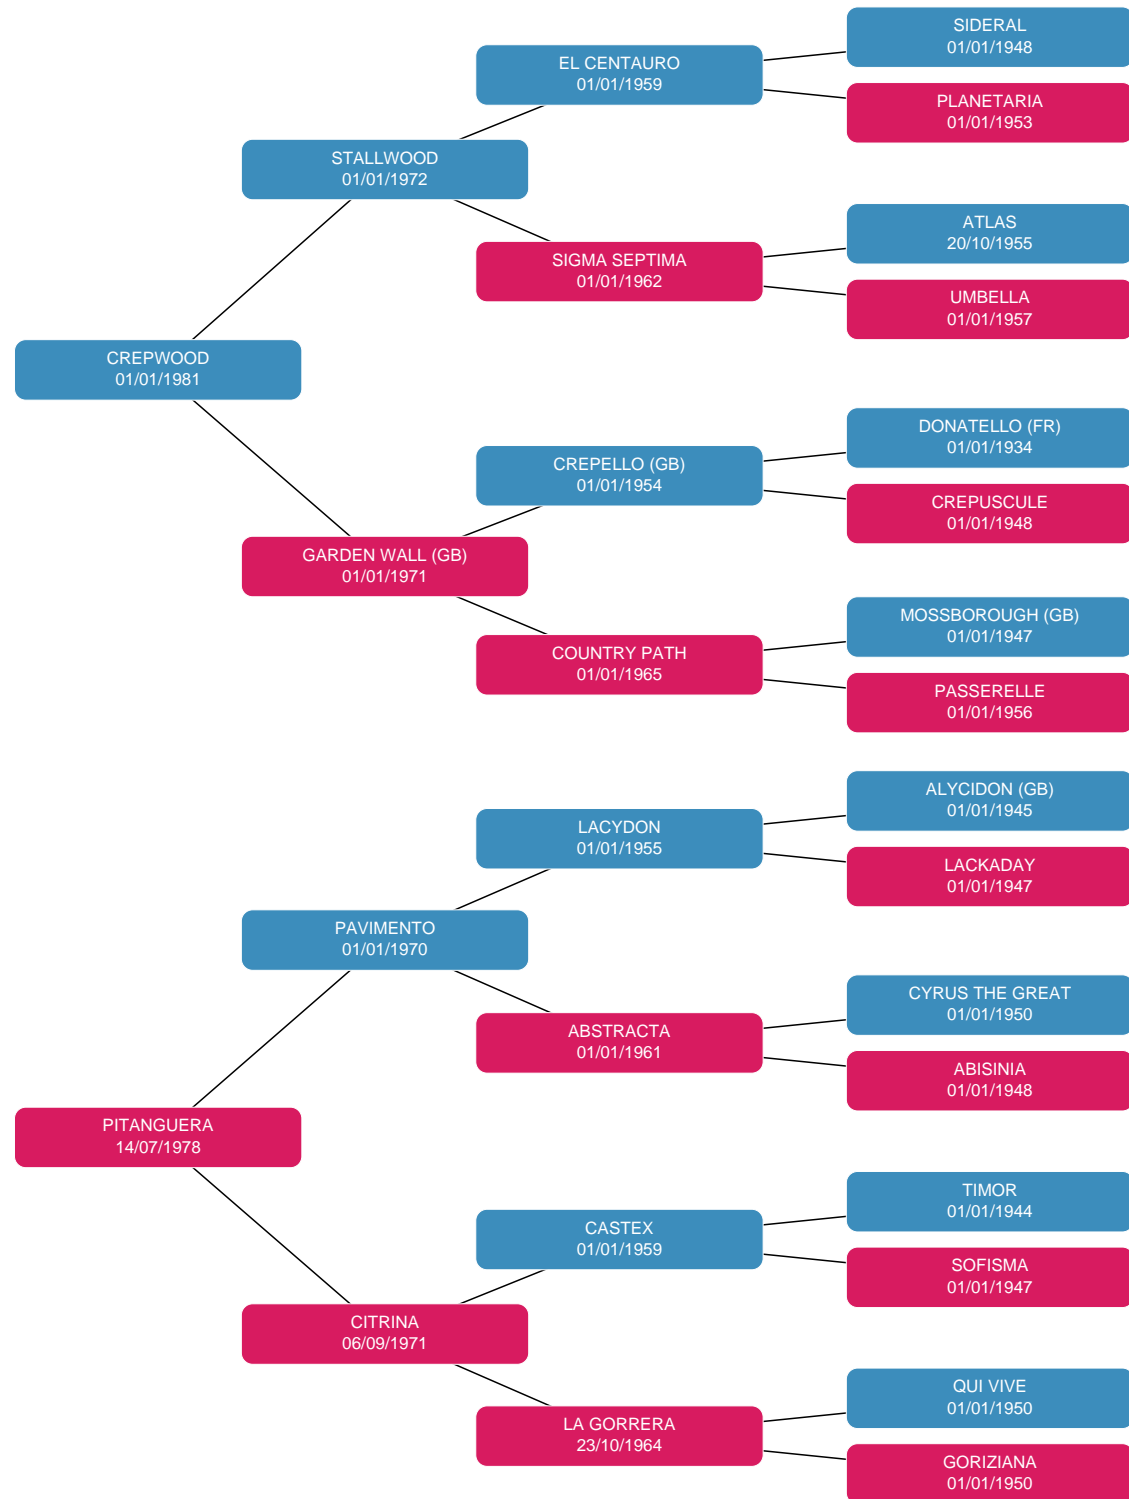 SIDERAL
01/01/1948
EL CENTAURO
01/01/1959
PLANETARIA
01/01/1953
STALLWOOD
01/01/1972
ATLAS
20/10/1955
SIGMA SEPTIMA
01/01/1962
UMBELLA
01/01/1957
CREPWOOD
01/01/1981
DONATELLO (FR)
01/01/1934
CREPELLO (GB)
01/01/1954
CREPUSCULE
01/01/1948
GARDEN WALL (GB)
01/01/1971
MOSSBOROUGH (GB)
01/01/1947
COUNTRY PATH
01/01/1965
PASSERELLE
01/01/1956
ALYCIDON (GB)
01/01/1945
LACYDON
01/01/1955
LACKADAY
01/01/1947
PAVIMENTO
01/01/1970
CYRUS THE GREAT
01/01/1950
ABSTRACTA
01/01/1961
ABISINIA
01/01/1948
PITANGUERA
14/07/1978
TIMOR
01/01/1944
CASTEX
01/01/1959
SOFISMA
01/01/1947
CITRINA
06/09/1971
QUI VIVE
01/01/1950
LA GORRERA
23/10/1964
GORIZIANA
01/01/1950